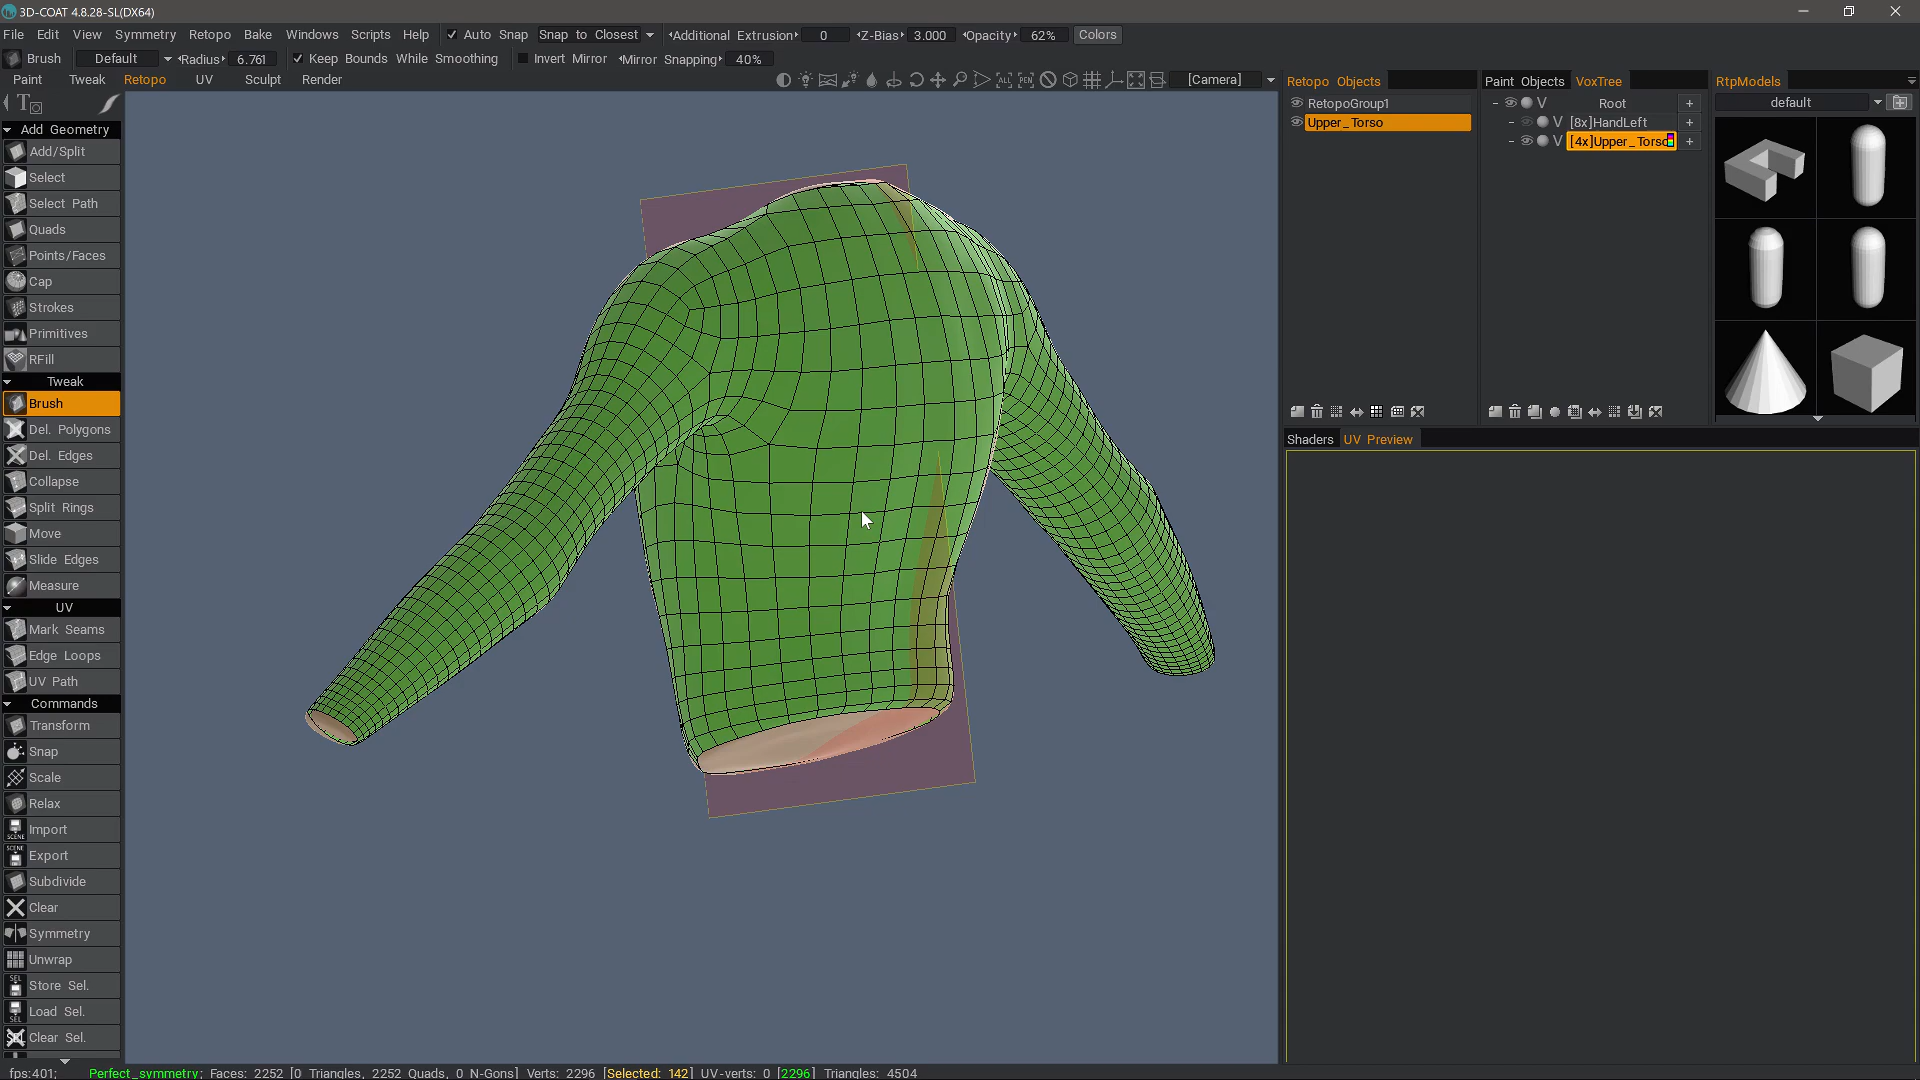 3D-COAT 4.8.28-SL(DX64)
File Edit View Symmetry Retopo Bake Windows Scripts Help Auto Snap Snap to Closest Additional Extrusion 0 Z-Bias 3.000 Opacity 62% Colors
Brush Default Radius 6.761 Keep Bounds While Smoothing Invert Mirror Mirror Snapping 40%
Paint Tweak Retopo UV Sculpt Render [Camera]
Add Geometry
Add/Split
Select
Select Path
Quads
Points/Faces
Cap
Strokes
Primitives
RFill
Tweak
Brush
Del. Polygons
Del. Edges
Collapse
Split Rings
Move
Slide Edges
Measure
UV
Mark Seams
Edge Loops
UV Path
Commands
Transform
Snap
Scale
Relax
Import
Export
Subdivide
Clear
Symmetry
Unwrap
Store Sel.
Load Sel.
Clear Sel.
Retopo Objects
RetopoGroup1
Upper_Torso
Paint Objects VoxTree
V Root +
V [8x]HandLeft +
V [4x]Upper_Torso +
RtpModels
default
Shaders UV Preview
fps:401; Perfect_symmetry; Faces: 2252 [0 Triangles, 2252 Quads, 0 N-Gons] Verts: 2296 [Selected: 142] UV-verts: 0 [2296] Triangles: 4504